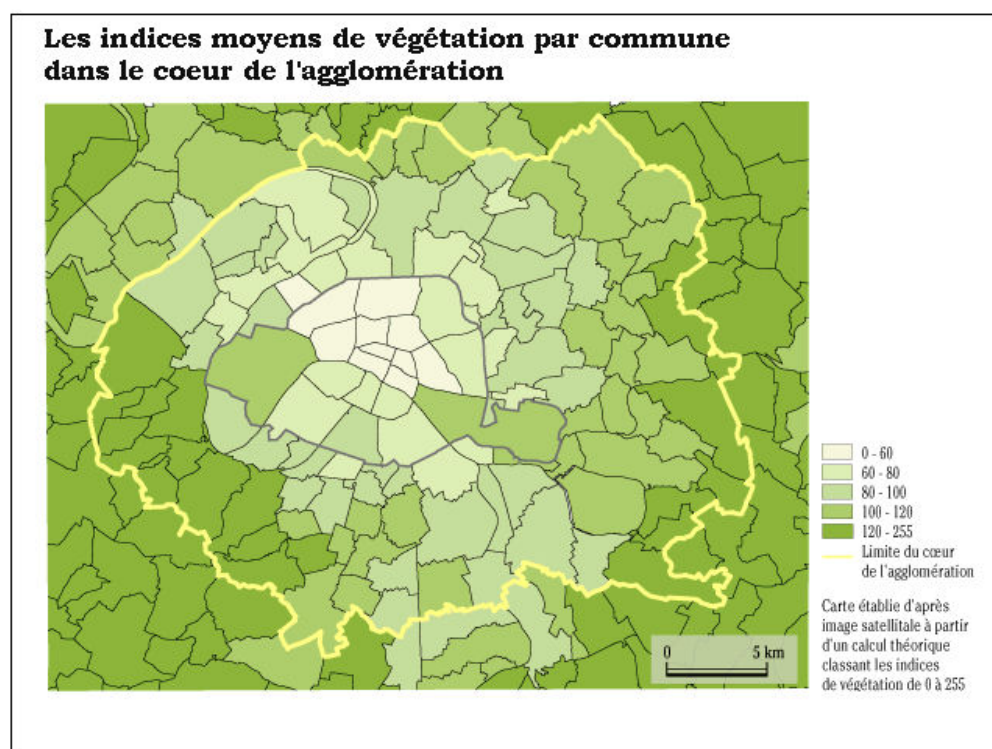 Les indices moyens de végétation par commune
dans le coeur de l'agglomération
0 - 60
60 - 80
80 - 100
100 - 120
120 - 255
Limite du cœur
de l'agglomération
Carte établie d'après
image satellitale à partir
d'un calcul théorique
classant les indices
de végétation de 0 à 255
0 5 km